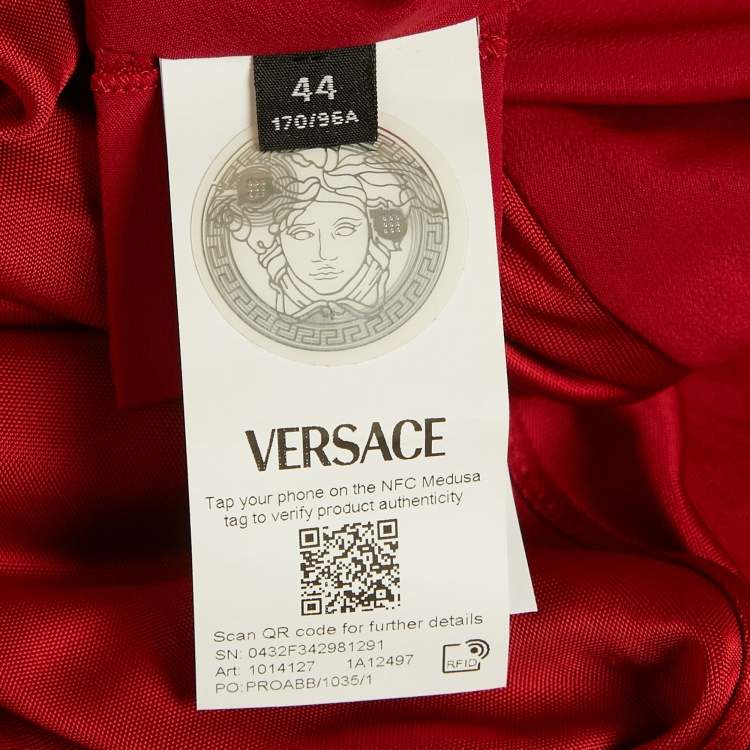 44
170/96A
VERSACE
Tap your phone on the NFC Medusa
tag to verify product authenticity
Scan QR code for further details
SN: 0432F342981291
Art: 1014127 1A12497
PO:PROABB/1035/1
RFID